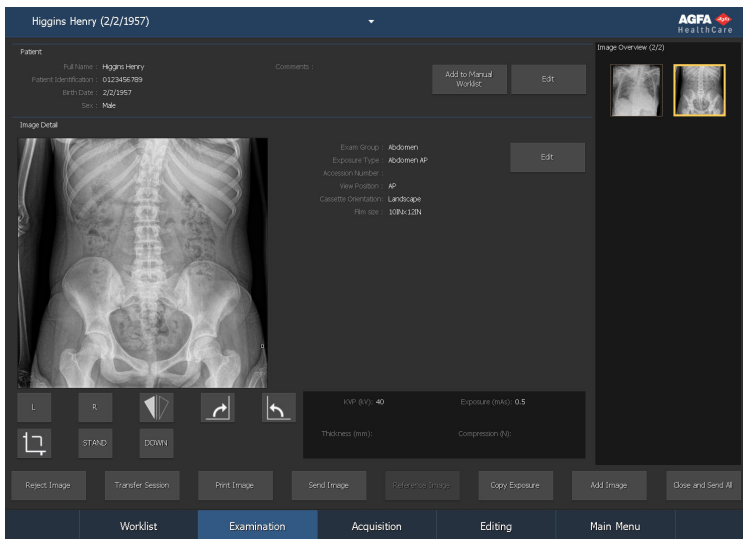 Higgins Henry (2/2/1957)
AGFA
HealthCare
Patient
Full Name : Higgins Henry
Comments :
Patient Identification : 0123456789
Birth Date : 2/2/1957
Sex : Male
Add to Manual
Worklist
Edit
Image Overview (2/2)
Image Detail
Exam Group : Abdomen
Exposure Type : Abdomen AP
Accession Number :
View Position : AP
Cassette Orientation: Landscape
Film size : 10INx12IN
Edit
L
R
STAND
DOWN
KVP (kV): 40
Exposure (mAs): 0.5
Thickness (mm):
Compression (N):
Reject Image
Transfer Session
Print Image
Send Image
Reference Image
Copy Exposure
Add Image
Close and Send All
Worklist
Examination
Acquisition
Editing
Main Menu